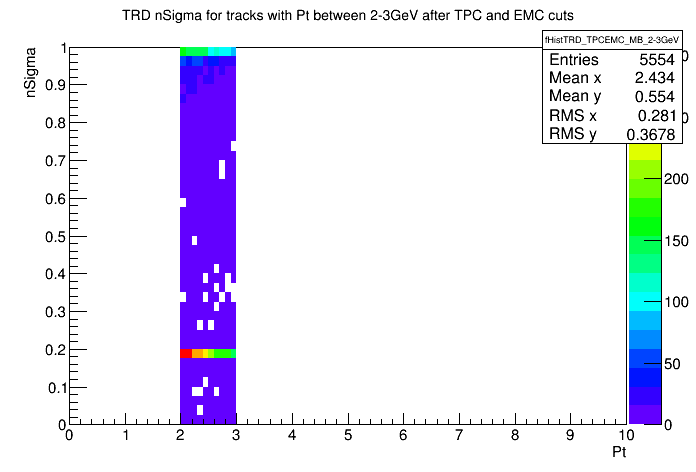 TRD nSigma for tracks with Pt between 2-3GeV after TPC and EMC cuts
fHistTRD_TPCEMC_MB_2-3GeV
Entries 5554
Mean x 2.434
Mean y 0.554
RMS x 0.281
RMS y 0.3678
nSigma
1
0.9
0.8
0.7
0.6
0.5
0.4
0.3
0.2
0.1
0
0 1 2 3 4 5 6 7 8 9 10
Pt
0
0
200
150
100
50
0